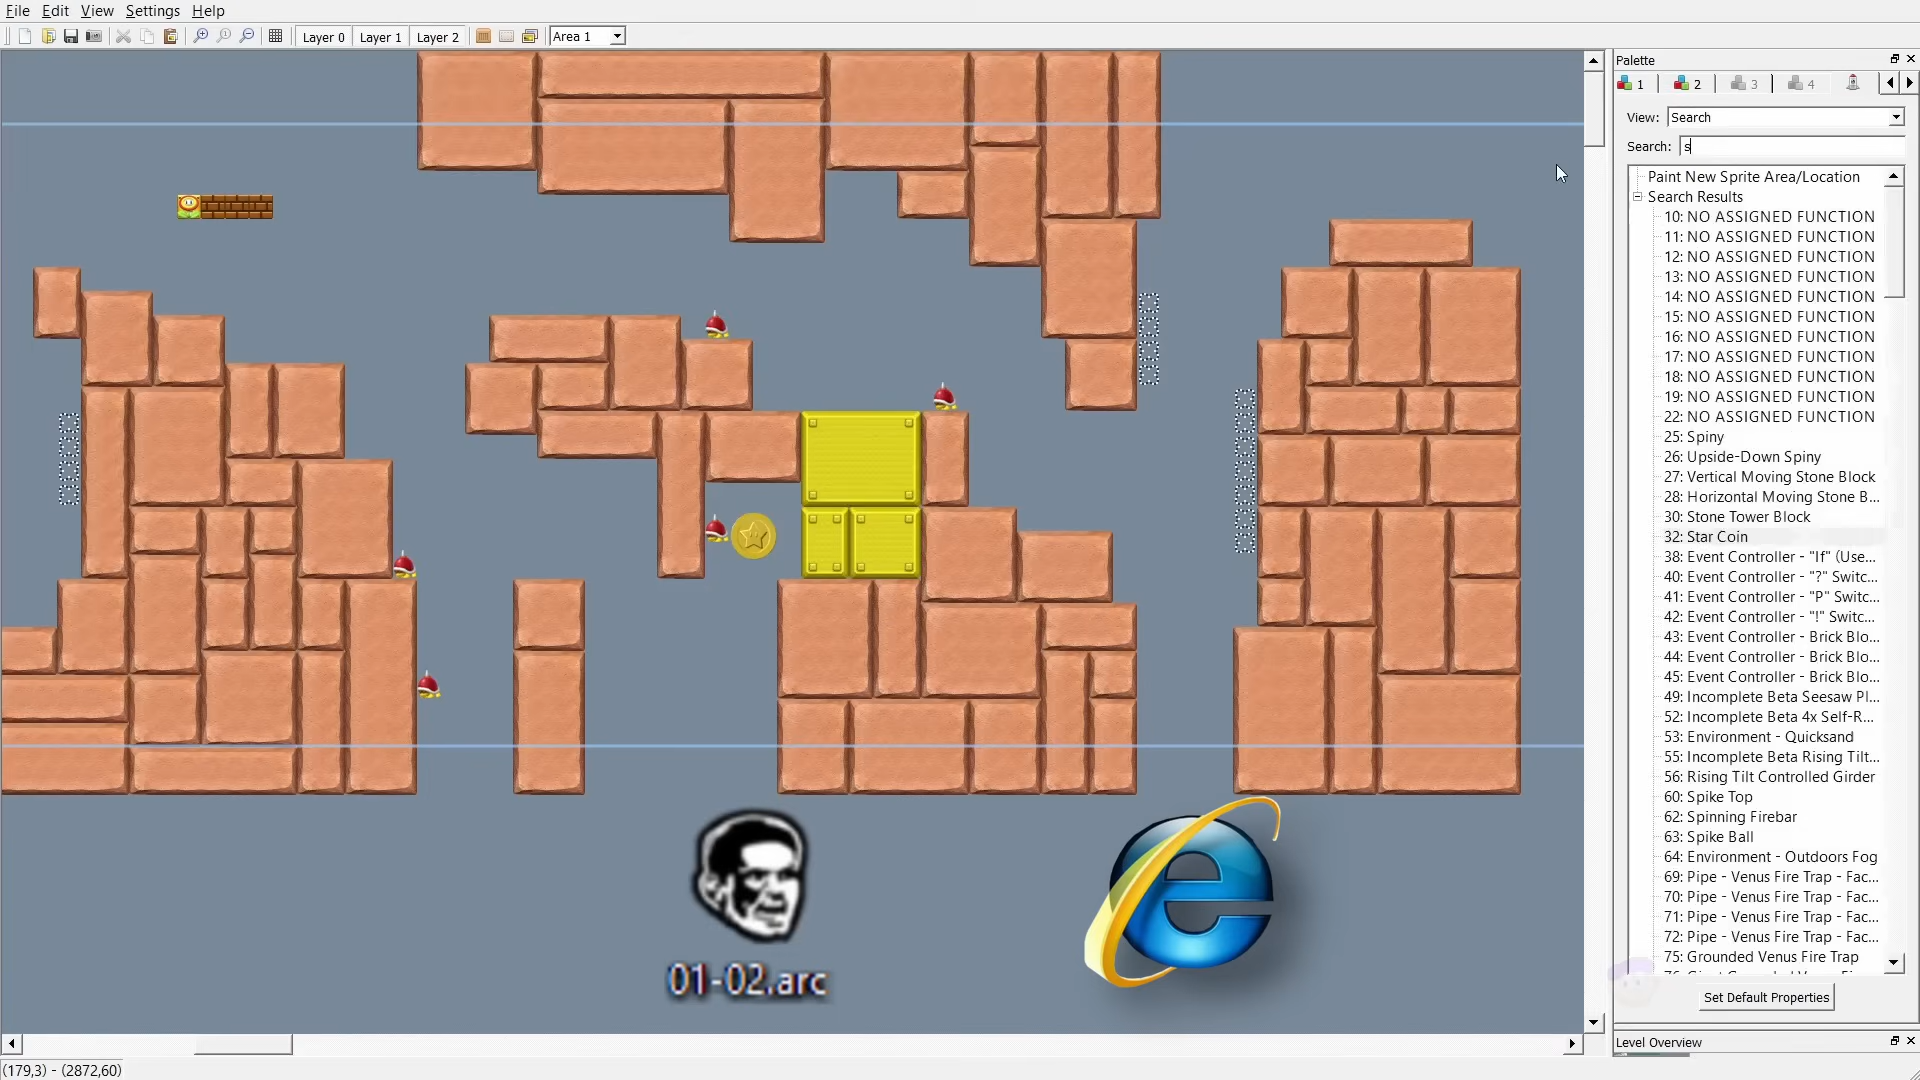 File Edit View Settings Help
Layer 0 Layer 1 Layer 2 Area 1
Palette
1 2 3 4
View: Search
Search: s
Paint New Sprite Area/Location
Search Results
10: NO ASSIGNED FUNCTION
11: NO ASSIGNED FUNCTION
12: NO ASSIGNED FUNCTION
13: NO ASSIGNED FUNCTION
14: NO ASSIGNED FUNCTION
15: NO ASSIGNED FUNCTION
16: NO ASSIGNED FUNCTION
17: NO ASSIGNED FUNCTION
18: NO ASSIGNED FUNCTION
19: NO ASSIGNED FUNCTION
22: NO ASSIGNED FUNCTION
25: Spiny
26: Upside-Down Spiny
27: Vertical Moving Stone Block
28: Horizontal Moving Stone B...
30: Stone Tower Block
32: Star Coin
38: Event Controller - "If" (Use...
40: Event Controller - "?" Switc...
41: Event Controller - "P" Switc...
42: Event Controller - "!" Switc...
43: Event Controller - Brick Blo...
44: Event Controller - Brick Blo...
45: Event Controller - Brick Blo...
49: Incomplete Beta Seesaw Pl...
52: Incomplete Beta 4x Self-R...
53: Environment - Quicksand
55: Incomplete Beta Rising Tilt...
56: Rising Tilt Controlled Girder
60: Spike Top
62: Spinning Firebar
63: Spike Ball
64: Environment - Outdoors Fog
69: Pipe - Venus Fire Trap - Fac...
70: Pipe - Venus Fire Trap - Fac...
71: Pipe - Venus Fire Trap - Fac...
72: Pipe - Venus Fire Trap - Fac...
75: Grounded Venus Fire Trap
Set Default Properties
Level Overview
01-02.arc
(179,3) - (2872,60)